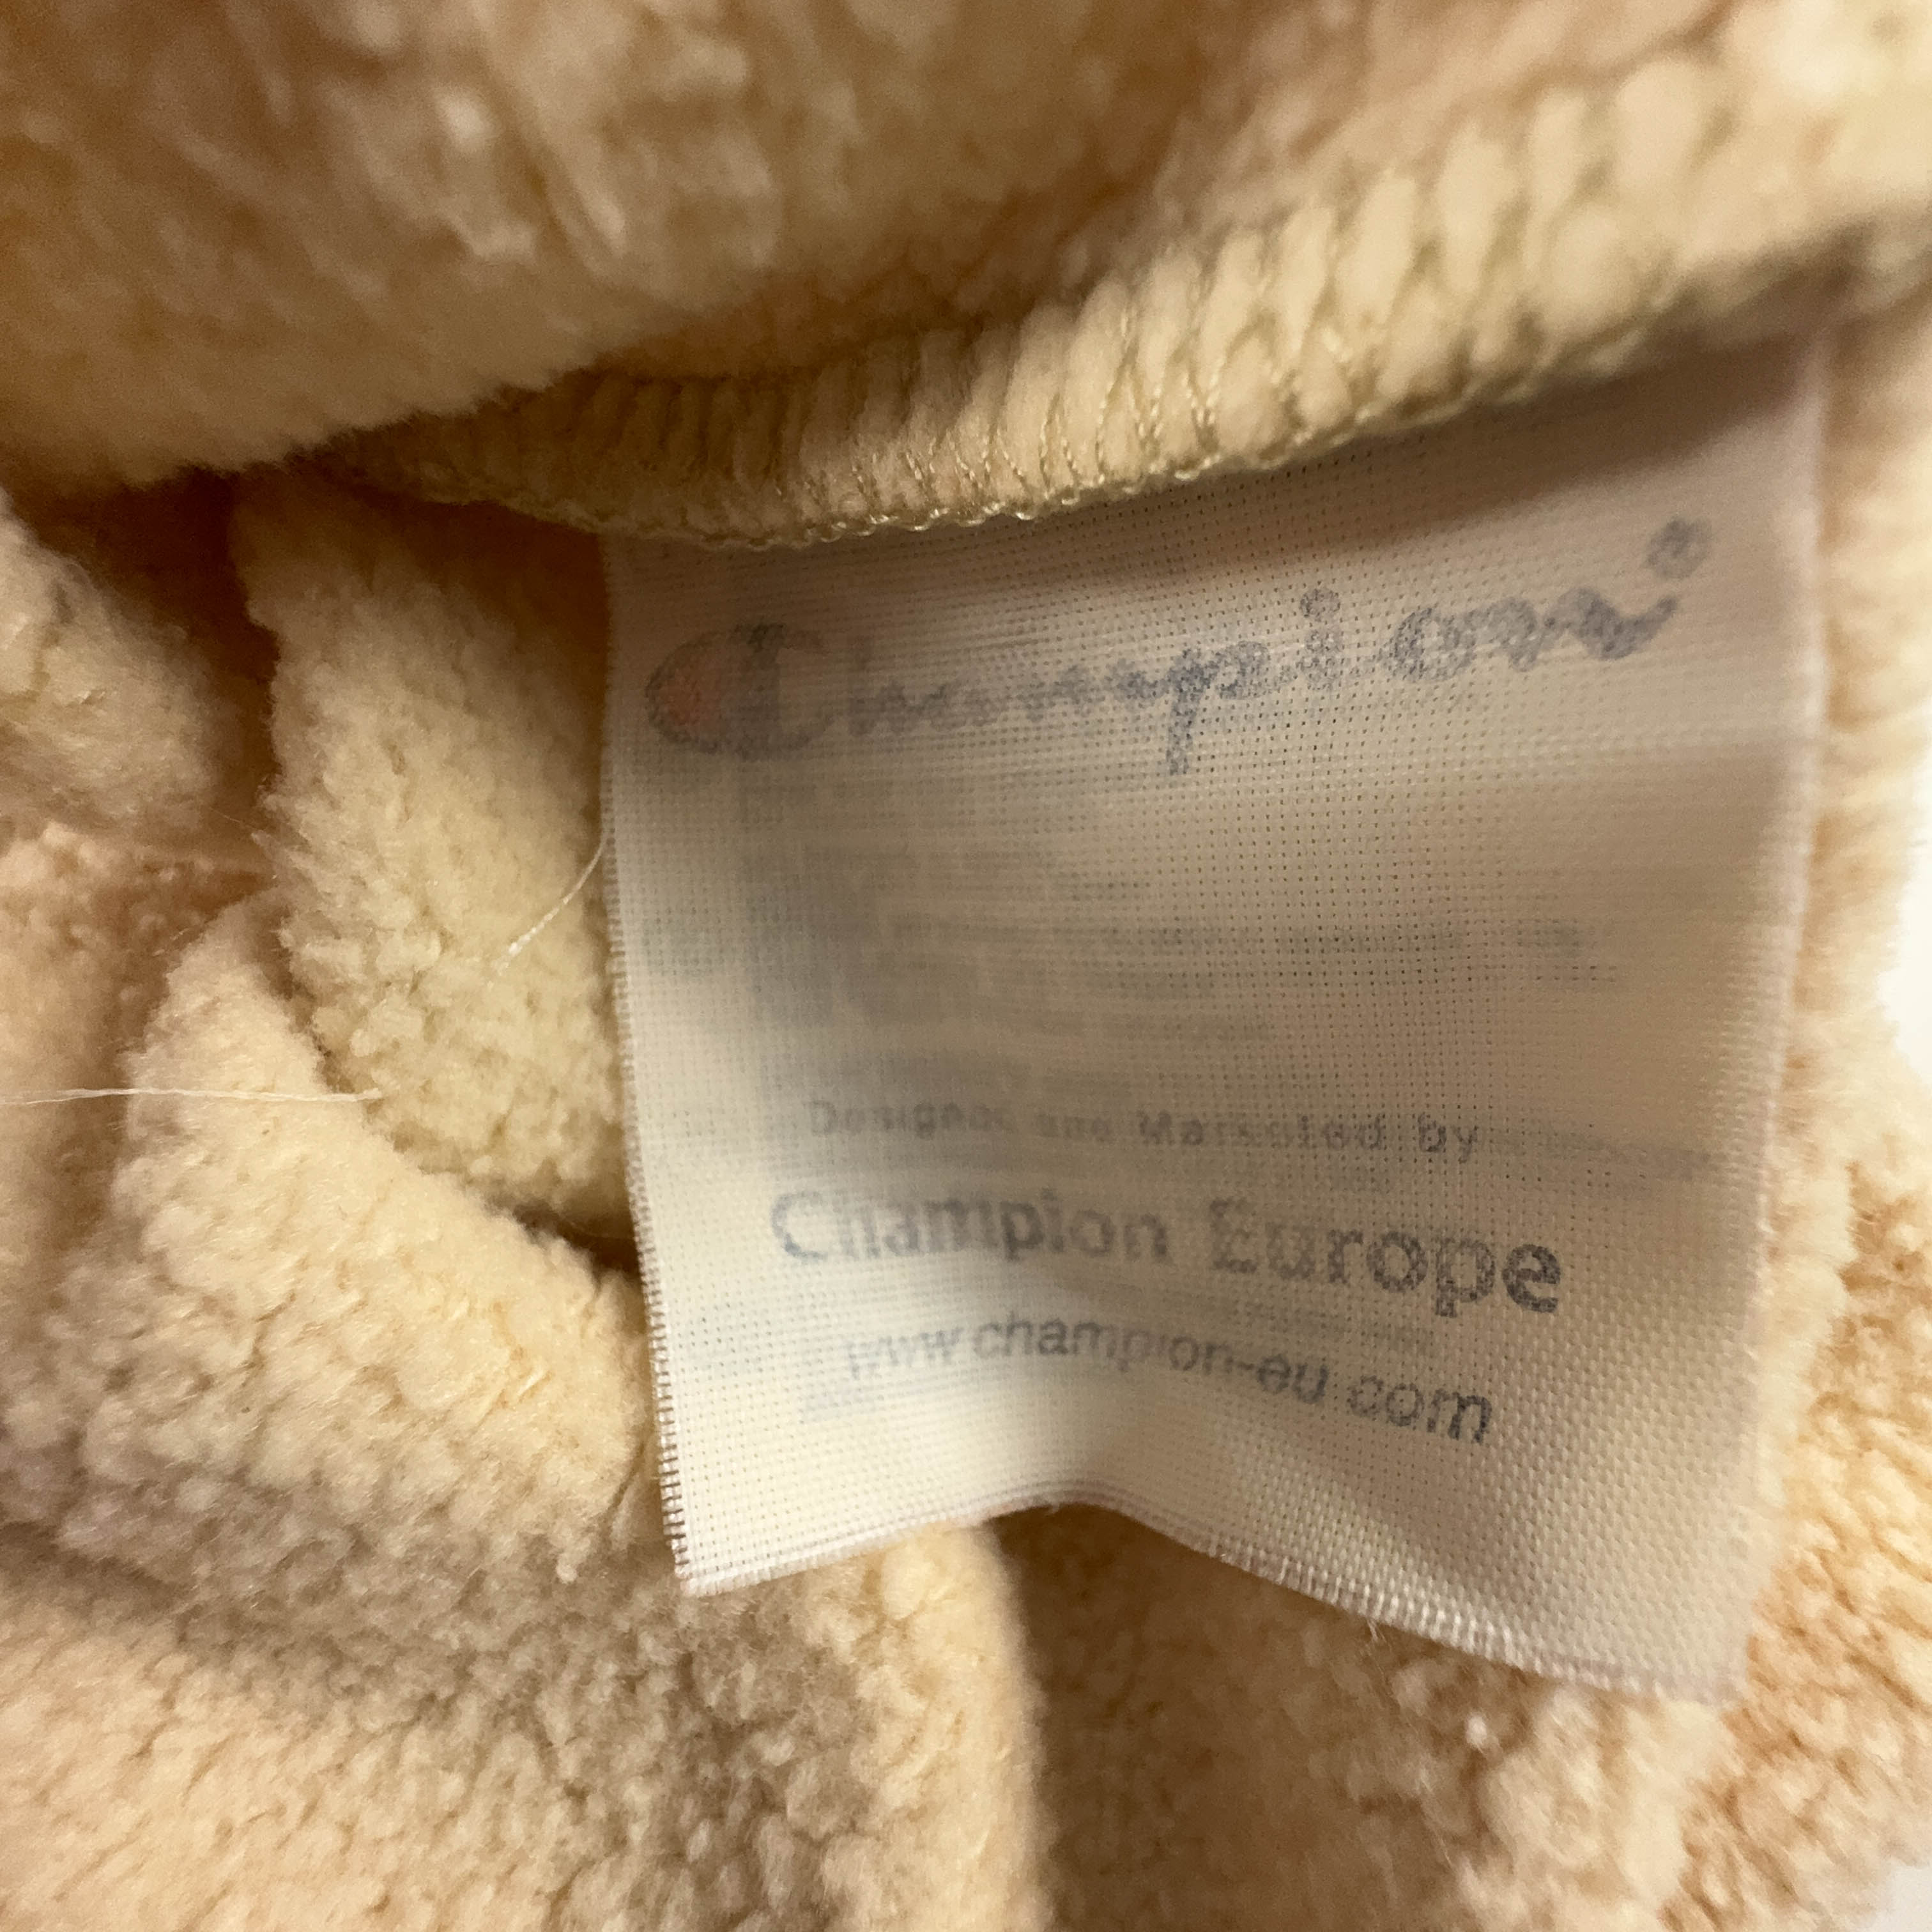 Champion®
Designed and Marketed by
Champion Europe
www.champion-eu.com